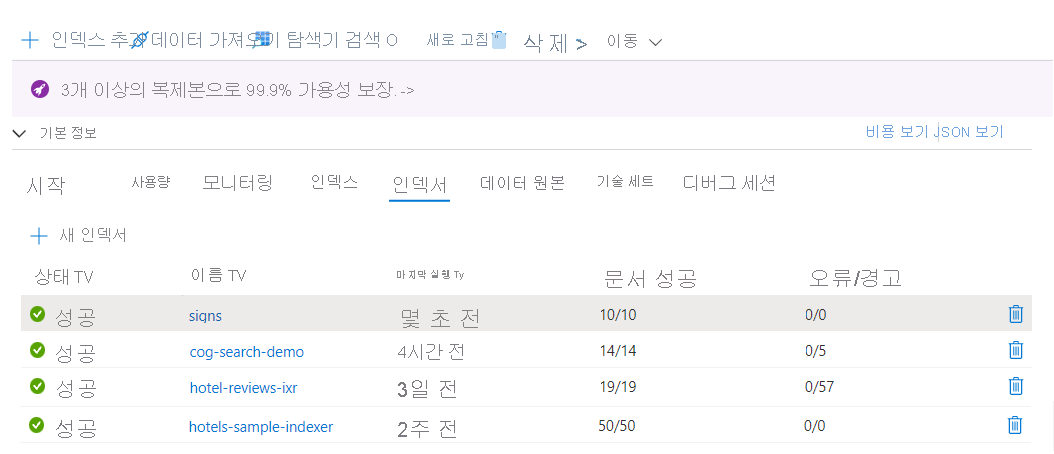 인덱스 추가 데이터 가져오기 탐색기 검색 O 새로 고침 삭제 > 이동
3개 이상의 복제본으로 99.9% 가용성 보장. ->
기본 정보 비용 보기 JSON 보기
시작 사용량 모니터링 인덱스 인덱서 데이터 원본 기술 세트 디버그 세션
새 인덱서
상태 TV 이름 TV 마지막 실행 Ty 문서 성공 오류/경고
성공 signs 몇 초 전 10/10 0/0
성공 cog-search-demo 4시간 전 14/14 0/5
성공 hotel-reviews-ixr 3일 전 19/19 0/57
성공 hotels-sample-indexer 2주 전 50/50 0/0